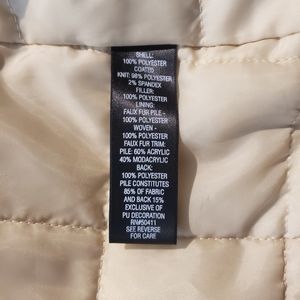 SHELL:
100% POLYESTER
COATED
KNIT: 98% POLYESTER
2% SPANDEX
FILLER:
100% POLYESTER
LINING:
FAUX FUR PILE -
100% POLYESTER
WOVEN -
100% POLYESTER
FAUX FUR TRIM:
PILE: 60% ACRYLIC
40% MODACRYLIC
BACK:
100% POLYESTER
PILE CONSTITUTES
85% OF FABRIC
AND BACK 15%
EXCLUSIVE OF
PU DECORATION
RN#50411
SEE REVERSE
FOR CARE